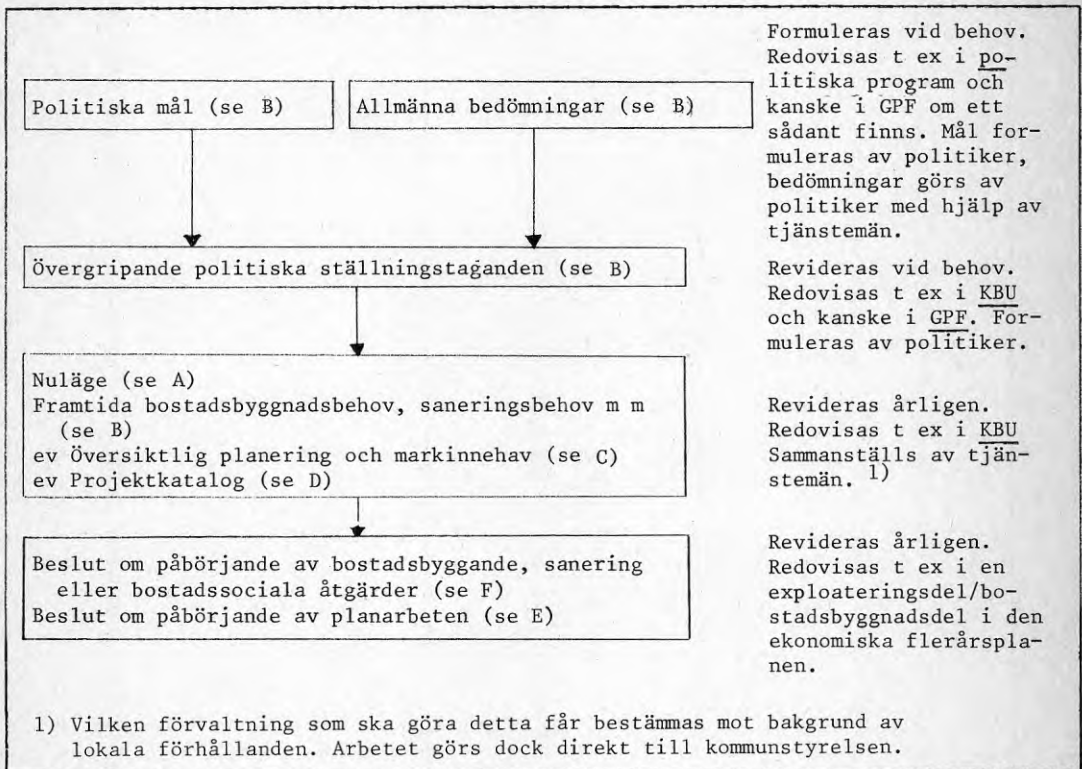 Politiska mål (se B)
Allmänna bedömningar (se B)
Formuleras vid behov.
Redovisas t ex i po-
litiska program och
kanske i GPF om ett
sådant finns. Mål for-
muleras av politiker,
bedömningar görs av
politiker med hjälp av
tjänstemän.
Övergripande politiska ställningstaganden (se B)
Revideras vid behov.
Redovisas t ex i KBU
och kanske i GPF. For-
muleras av politiker.
Nuläge (se A)
Framtida bostadsbyggnadsbehov, saneringsbehov m m
(se B)
ev Översiktlig planering och markinnehav (se C)
ev Projektkatalog (se D)
Revideras årligen.
Redovisas t ex i KBU
Sammanställs av tjän-
stemän. 1)
Beslut om påbörjande av bostadsbyggande, sanering
eller bostadssociala åtgärder (se F)
Beslut om påbörjande av planarbeten (se E)
Revideras årligen.
Redovisas t ex i en
exploateringsdel/bo-
stadsbyggnadsdel i den
ekonomiska flerårspla-
nen.
1) Vilken förvaltning som ska göra detta får bestämmas mot bakgrund av
lokala förhållanden. Arbetet görs dock direkt till kommunstyrelsen.